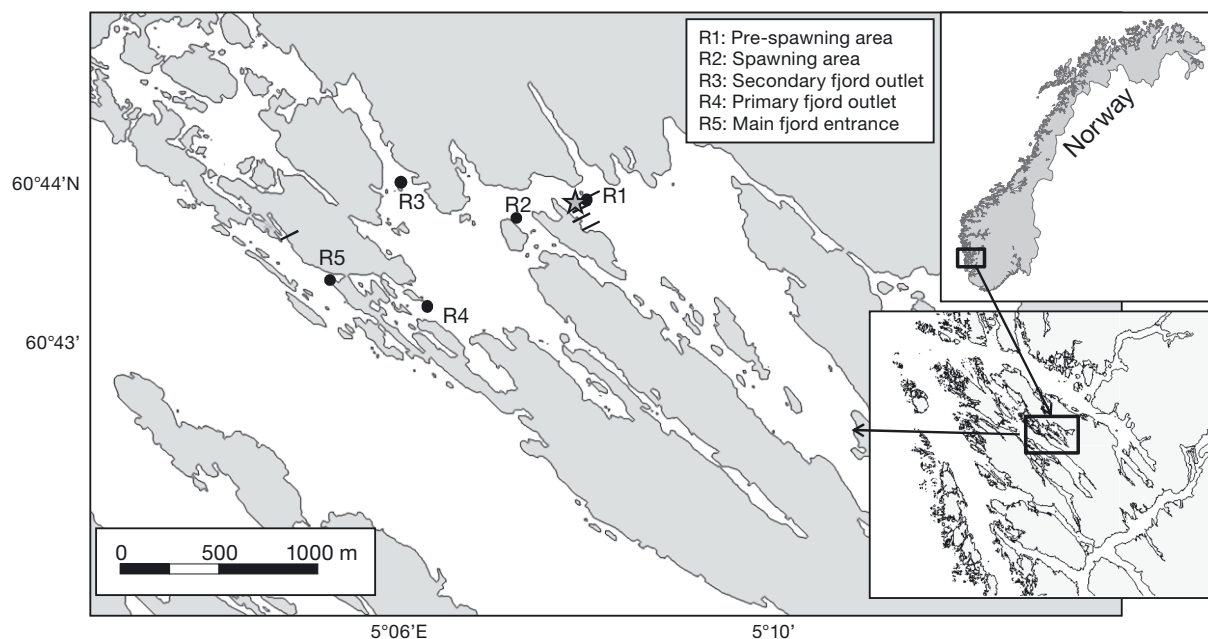 R1: Pre-spawning area
R2: Spawning area
R3: Secondary fjord outlet
R4: Primary fjord outlet
R5: Main fjord entrance
Norway
60°44’N
R3
R2
R1
R5
R4
60°43’
0 500 1000 m
5°06’E 5°10’